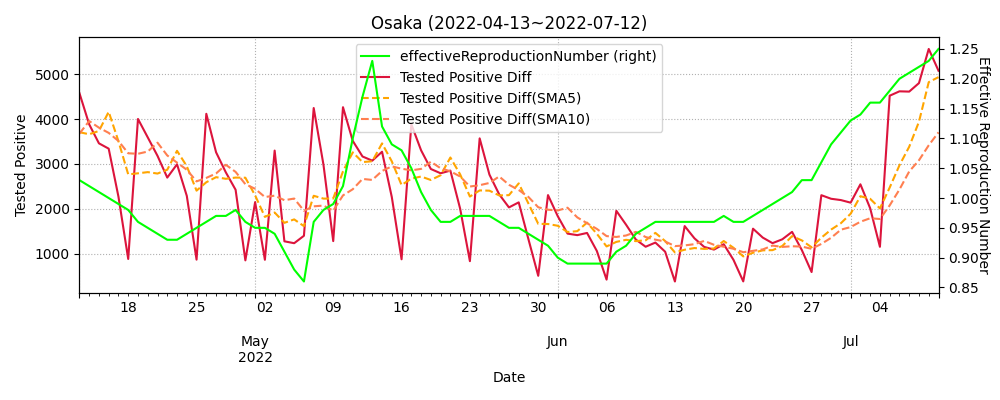 Osaka (2022-04-13~2022-07-12)
effectiveReproductionNumber (right)
Tested Positive Diff
Tested Positive Diff(SMA5)
Tested Positive Diff(SMA10)
Tested Positive
5000
4000
3000
2000
1000
Effective Reproduction Number
1.25
1.20
1.15
1.10
1.05
1.00
0.95
0.90
0.85
18 25 02 09 16 23 30 06 13 20 27 04
May Jun Jul
2022
Date